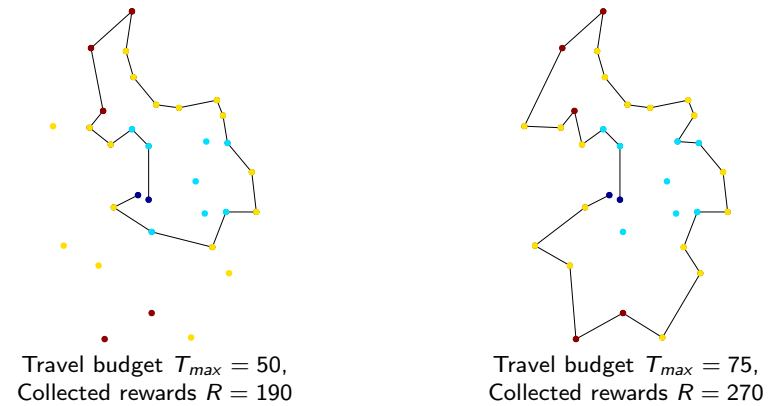 Travel budget T_max = 50,
Collected rewards R = 190
Travel budget T_max = 75,
Collected rewards R = 270